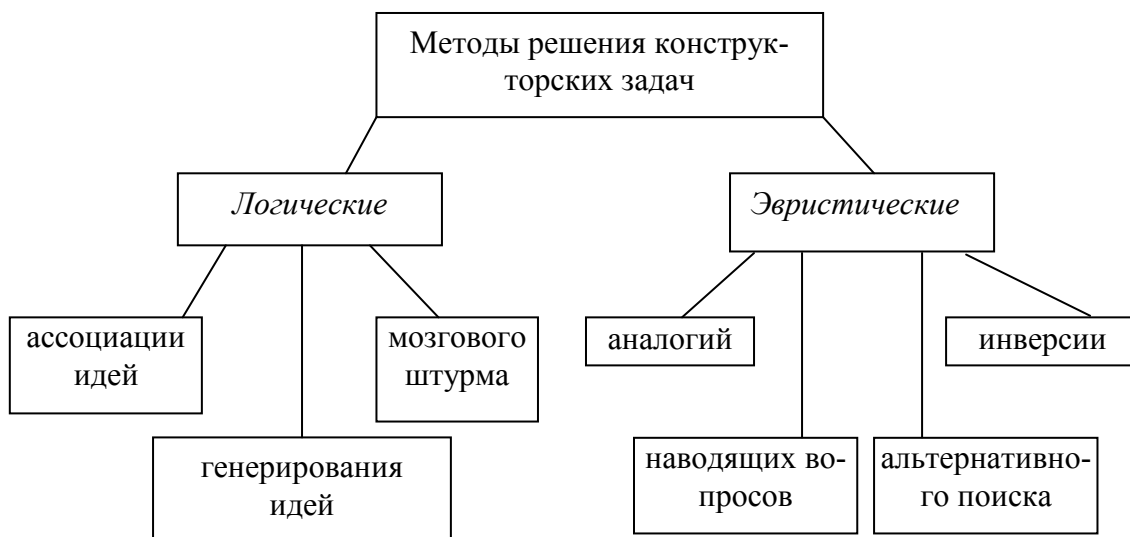 Методы решения конструк-
торских задач
Логические
Эвристические
ассоциации
идей
мозгового
штурма
аналогий
инверсии
генерирования
идей
наводящих во-
просов
альтернативно-
го поиска